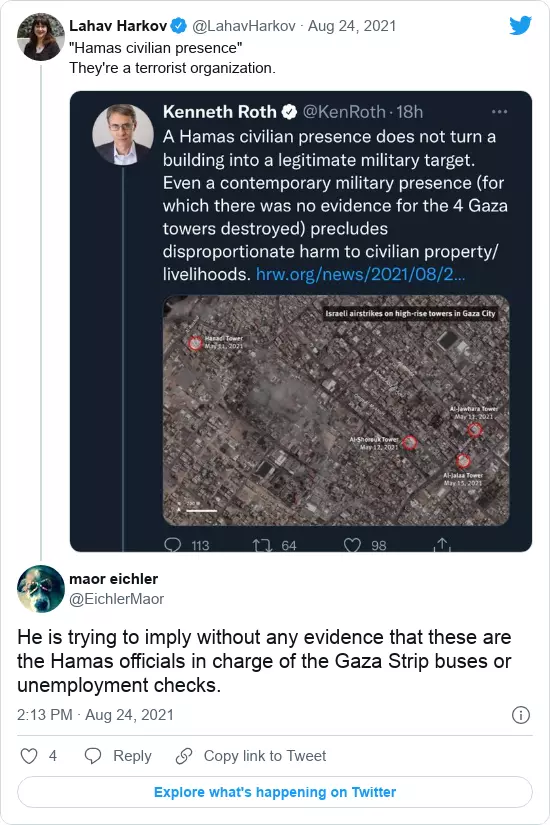 Lahav Harkov @LahavHarkov · Aug 24, 2021
"Hamas civilian presence"
They're a terrorist organization.
Kenneth Roth @KenRoth · 18h
A Hamas civilian presence does not turn a
building into a legitimate military target.
Even a contemporary military presence (for
which there was no evidence for the 4 Gaza
towers destroyed) precludes
disproportionate harm to civilian property/
livelihoods. hrw.org/news/2021/08/2...
Israeli airstrikes on high-rise towers in Gaza City
Hanadi Tower
May 11, 2021
Al-Jawhara Tower
May 12, 2021
Al-Shorouk Tower
May 12, 2021
Al-Jalaa Tower
May 15, 2021
113 64 98
maor eichler
@EichlerMaor
He is trying to imply without any evidence that these are
the Hamas officials in charge of the Gaza Strip buses or
unemployment checks.
2:13 PM · Aug 24, 2021
4 Reply Copy link to Tweet
Explore what's happening on Twitter